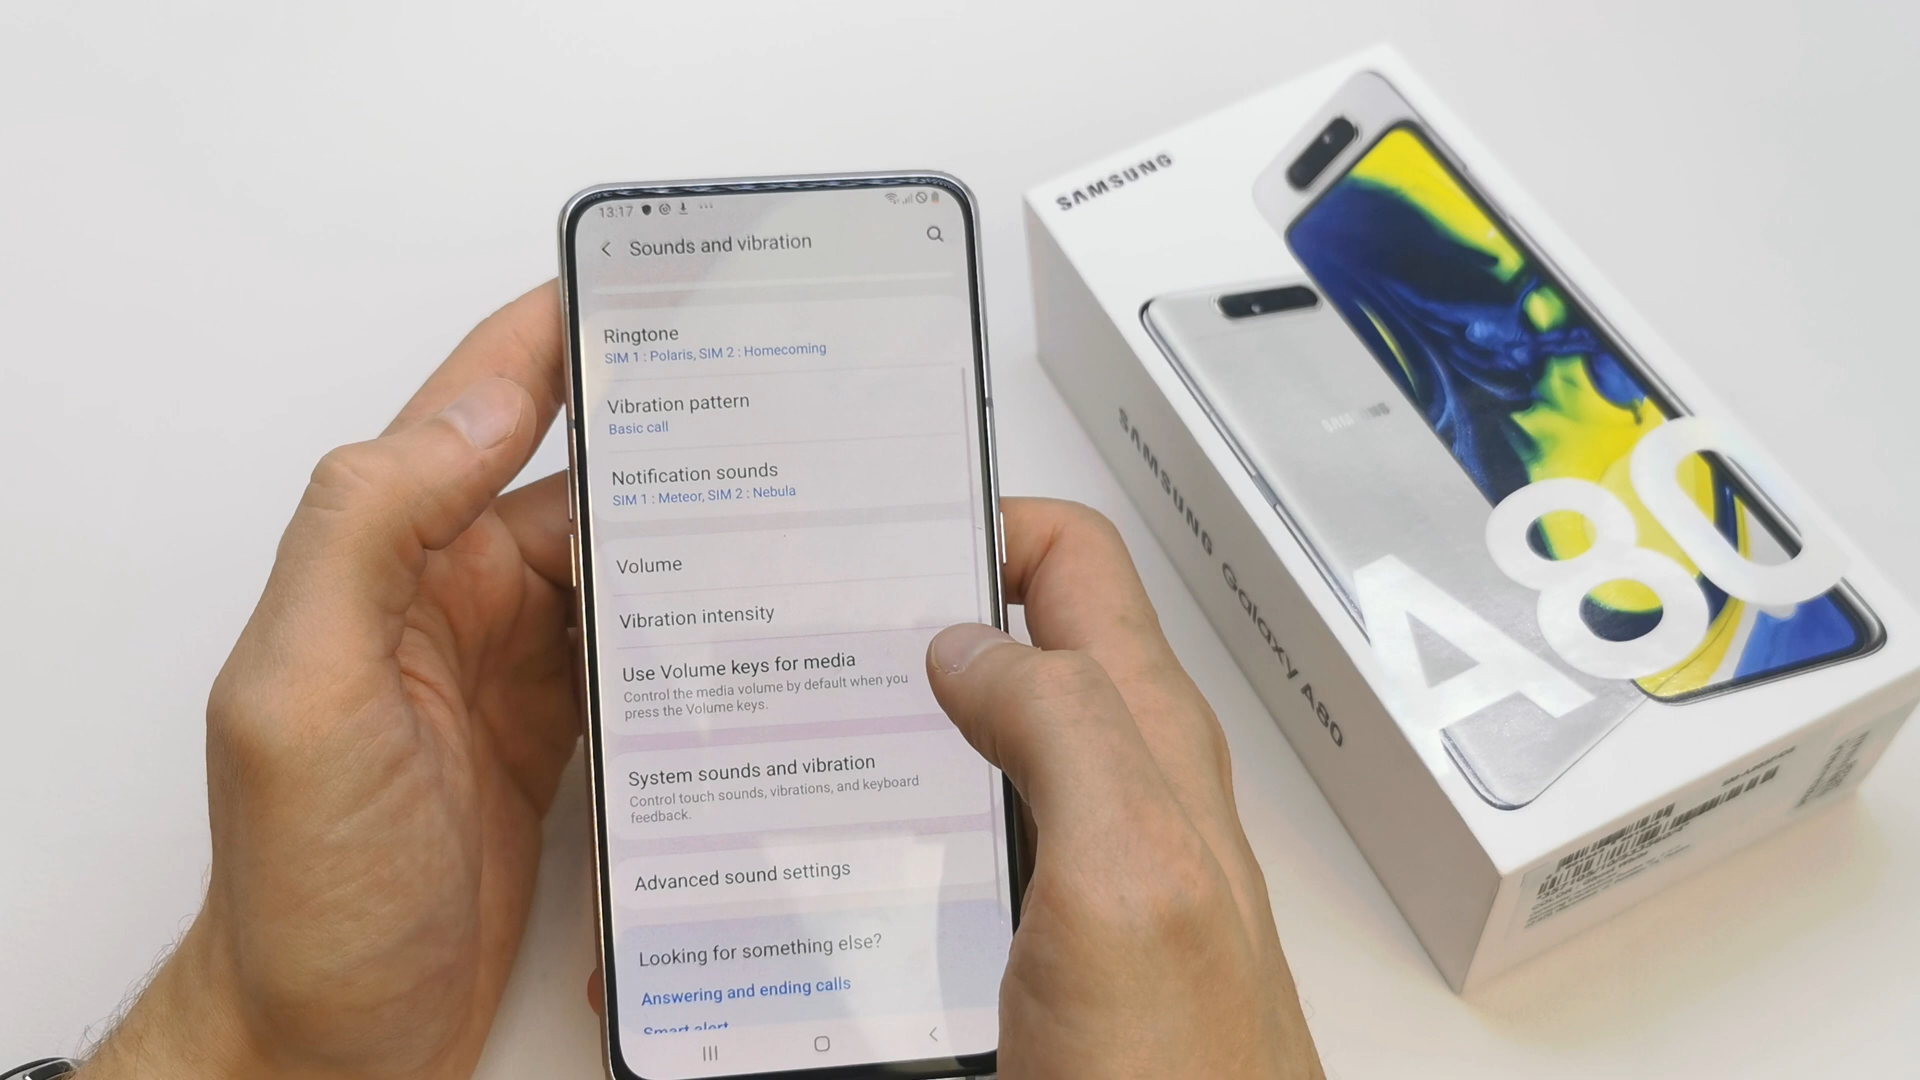 13:17
Sounds and vibration
Ringtone
SIM 1 : Polaris, SIM 2 : Homecoming
Vibration pattern
Basic call
Notification sounds
SIM 1 : Meteor, SIM 2 : Nebula
Volume
Vibration intensity
Use Volume keys for media
Control the media volume by default when you
press the Volume keys.
System sounds and vibration
Control touch sounds, vibrations, and keyboard
feedback.
Advanced sound settings
Looking for something else?
Answering and ending calls
Smart alert
SAMSUNG
SAMSUNG
A80
SAMSUNG Galaxy A80